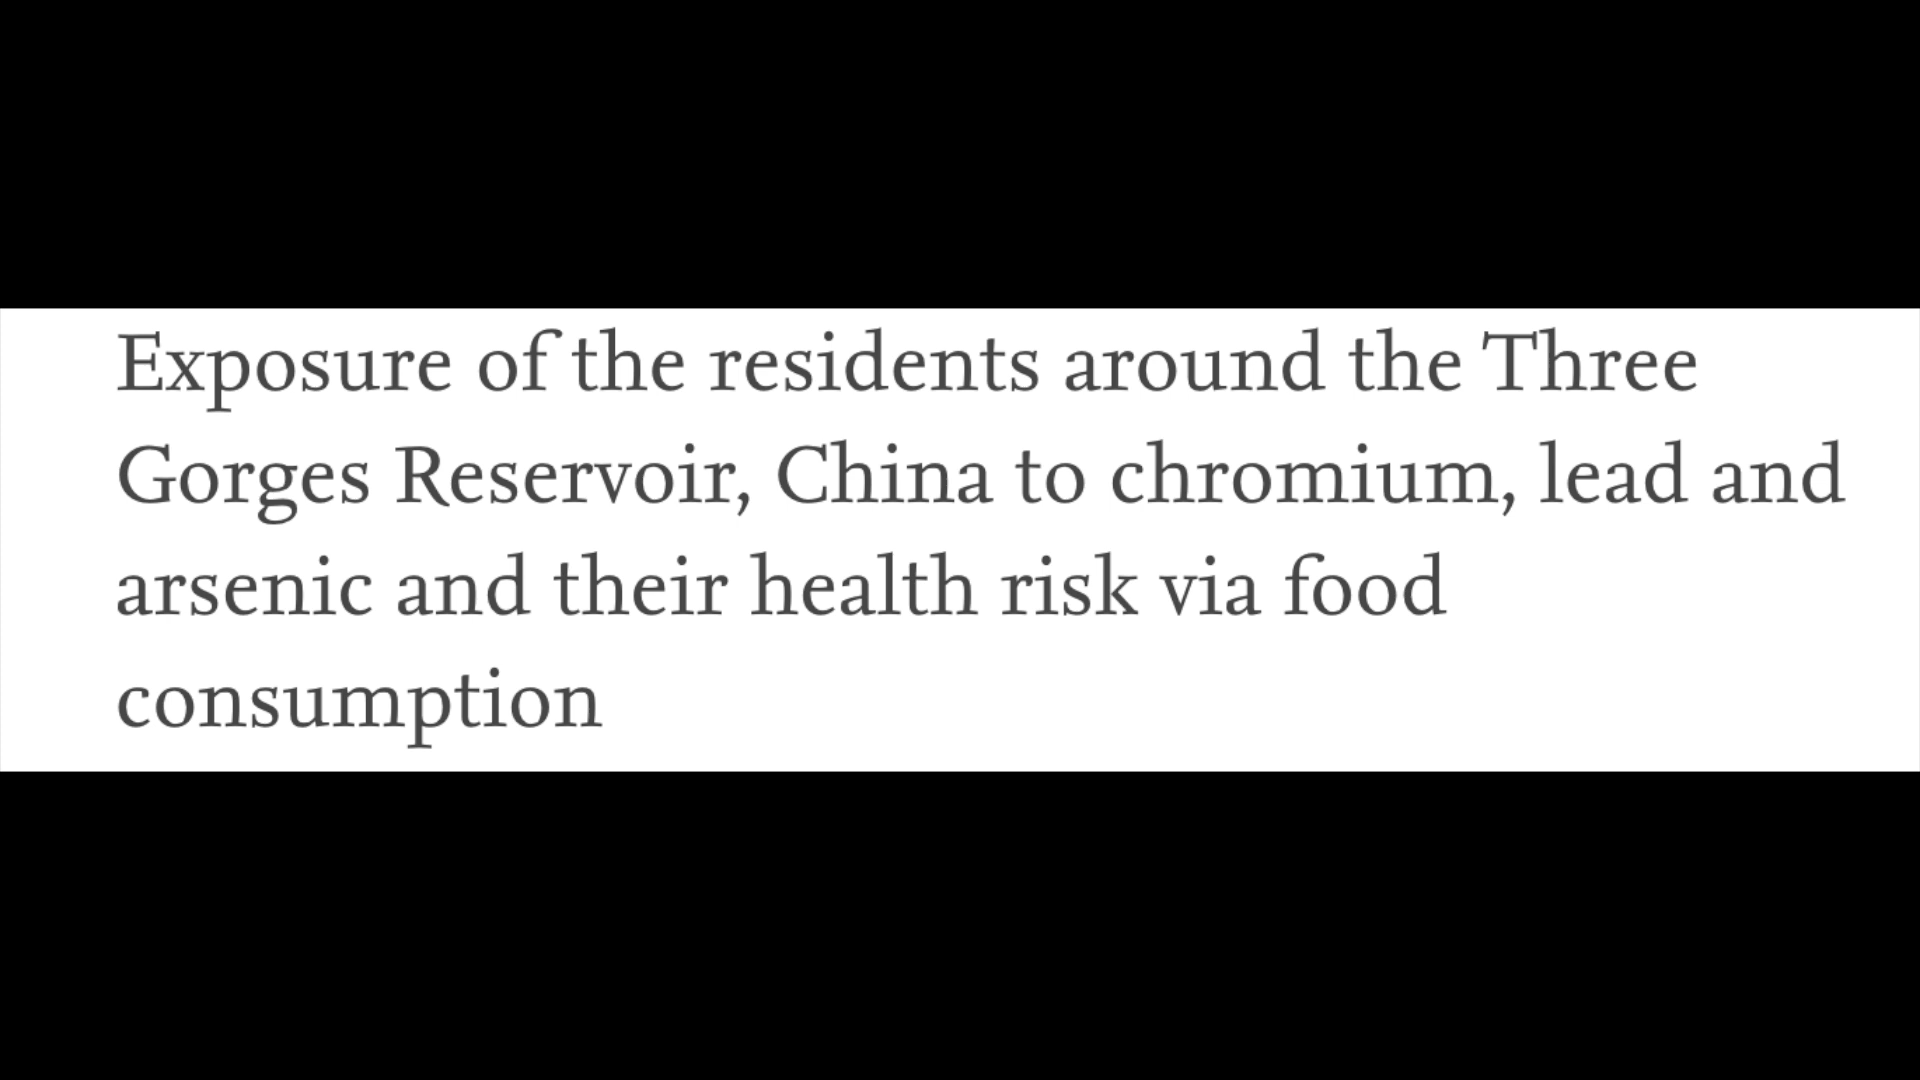 Exposure of the residents around the Three
Gorges Reservoir, China to chromium, lead and
arsenic and their health risk via food
consumption